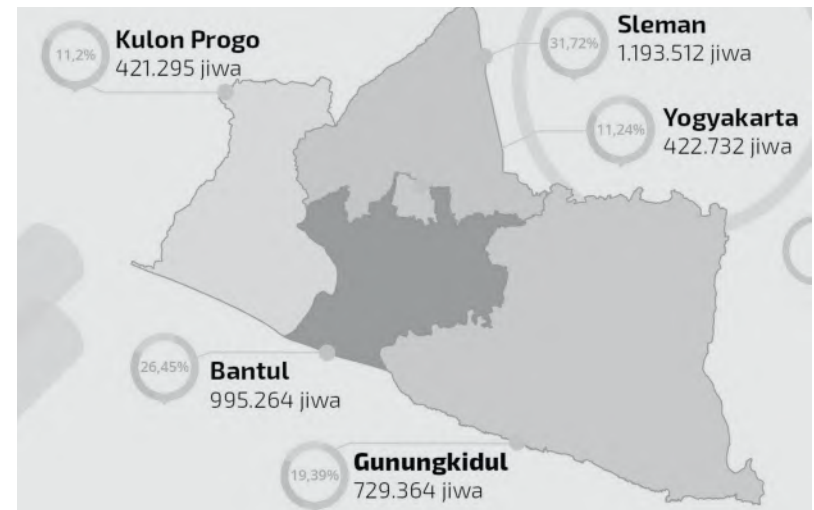 11,2%
Kulon Progo
421.295 jiwa
31,72%
Sleman
1.193.512 jiwa
11,24%
Yogyakarta
422.732 jiwa
26,45%
Bantul
995.264 jiwa
19,39%
Gunungkidul
729.364 jiwa